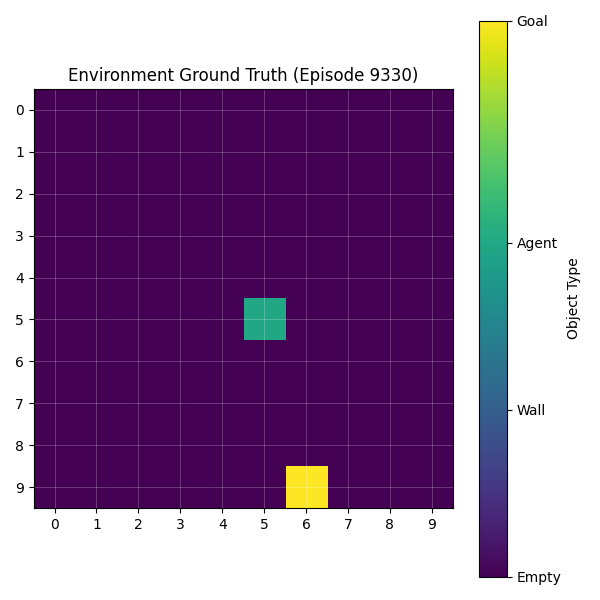 Environment Ground Truth (Episode 9330)
0
1
2
3
4
5
6
7
8
9
0 1 2 3 4 5 6 7 8 9
Goal
Agent
Wall
Empty
Object Type